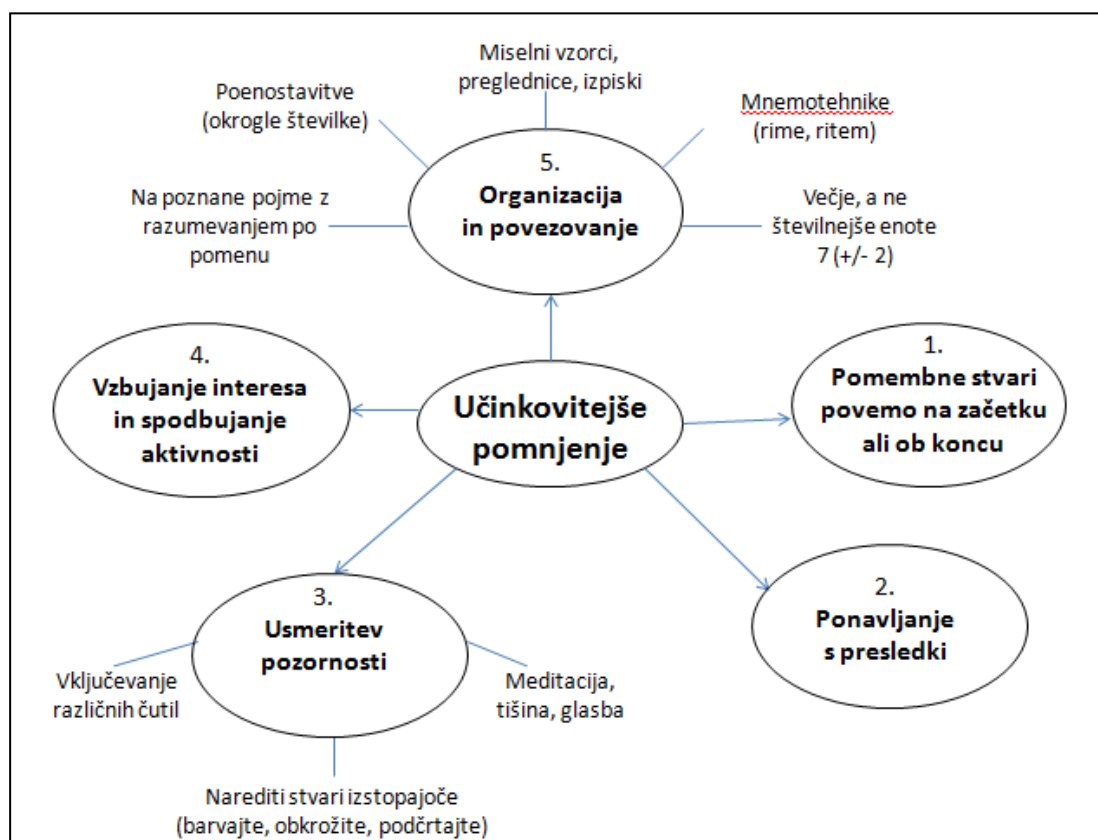 Miselni vzorci,
preglednice, izpiski
Poenostavitve
(okrogle številke)
Mnemotehnike
(rime, ritem)
5.
Organizacija
in povezovanje
Na poznane pojme z
razumevanjem po
pomenu
Večje, a ne
številnejše enote
7 (+/- 2)
4.
Vzbujanje interesa
in spodbujanje
aktivnosti
Učinkovitejše
pomnjenje
1.
Pomembne stvari
povemo na začetku
ali ob koncu
3.
Usmeritev
pozornosti
2.
Ponavljanje
s presledki
Vključevanje
različnih čutil
Meditacija,
tišina, glasba
Narediti stvari izstopajoče
(barvajte, obkrožite, podčrtajte)